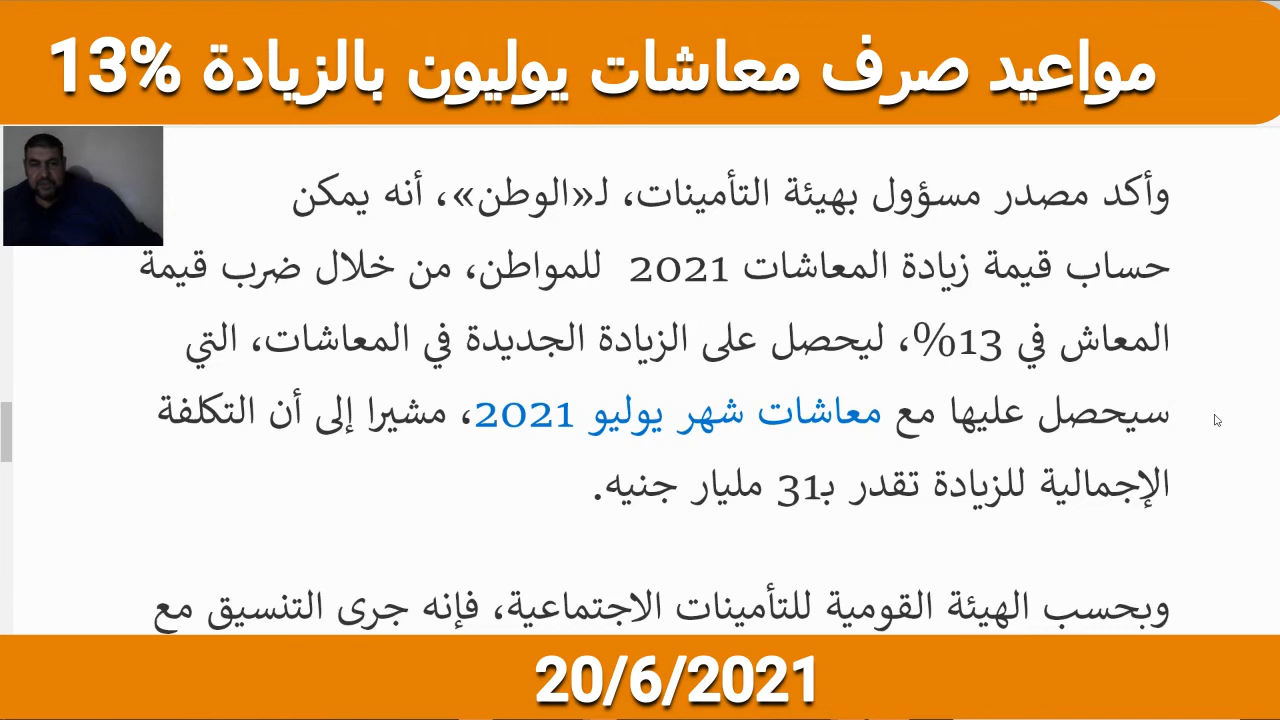 مواعيد صرف معاشات يوليون بالزيادة 13%
وأكد مصدر مسؤول بهيئة التأمينات، لـ«الوطن»، أنه يمكن
حساب قيمة زيادة المعاشات 2021 للمواطن، من خلال ضرب قيمة
المعاش في 13%، ليحصل على الزيادة الجديدة في المعاشات، التي
سيحصل عليها مع معاشات شهر يوليو 2021، مشيرا إلى أن التكلفة
الإجمالية للزيادة تقدر بـ31 مليار جنيه.
وبحسب الهيئة القومية للتأمينات الاجتماعية، فإنه جرى التنسيق مع
20/6/2021